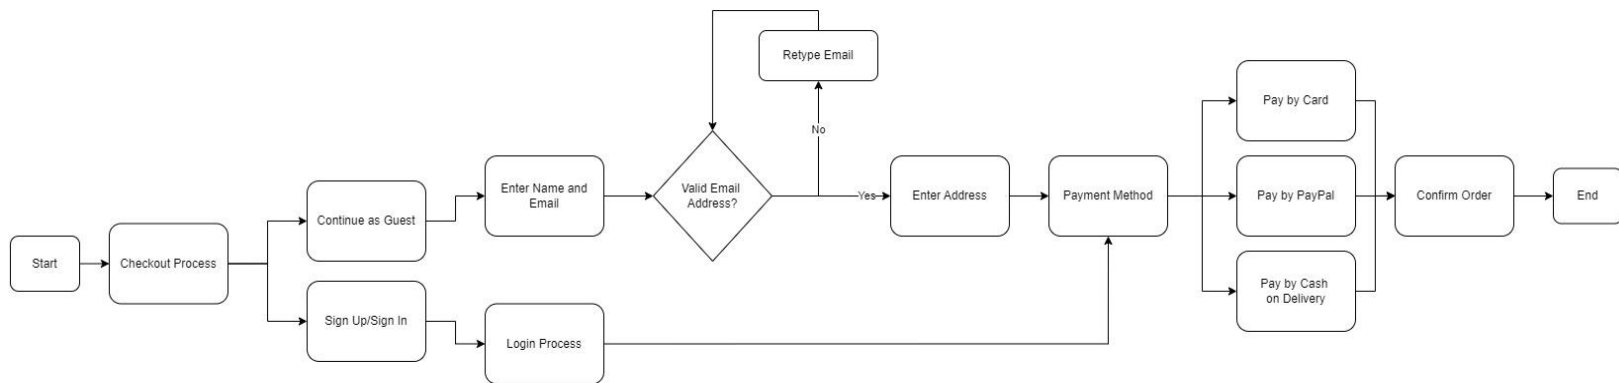 Start
Checkout Process
Continue as Guest
Sign Up/Sign In
Enter Name and
Email
Login Process
Valid Email
Address?
Retype Email
No
Yes
Enter Address
Payment Method
Pay by Card
Pay by PayPal
Pay by Cash
on Delivery
Confirm Order
End